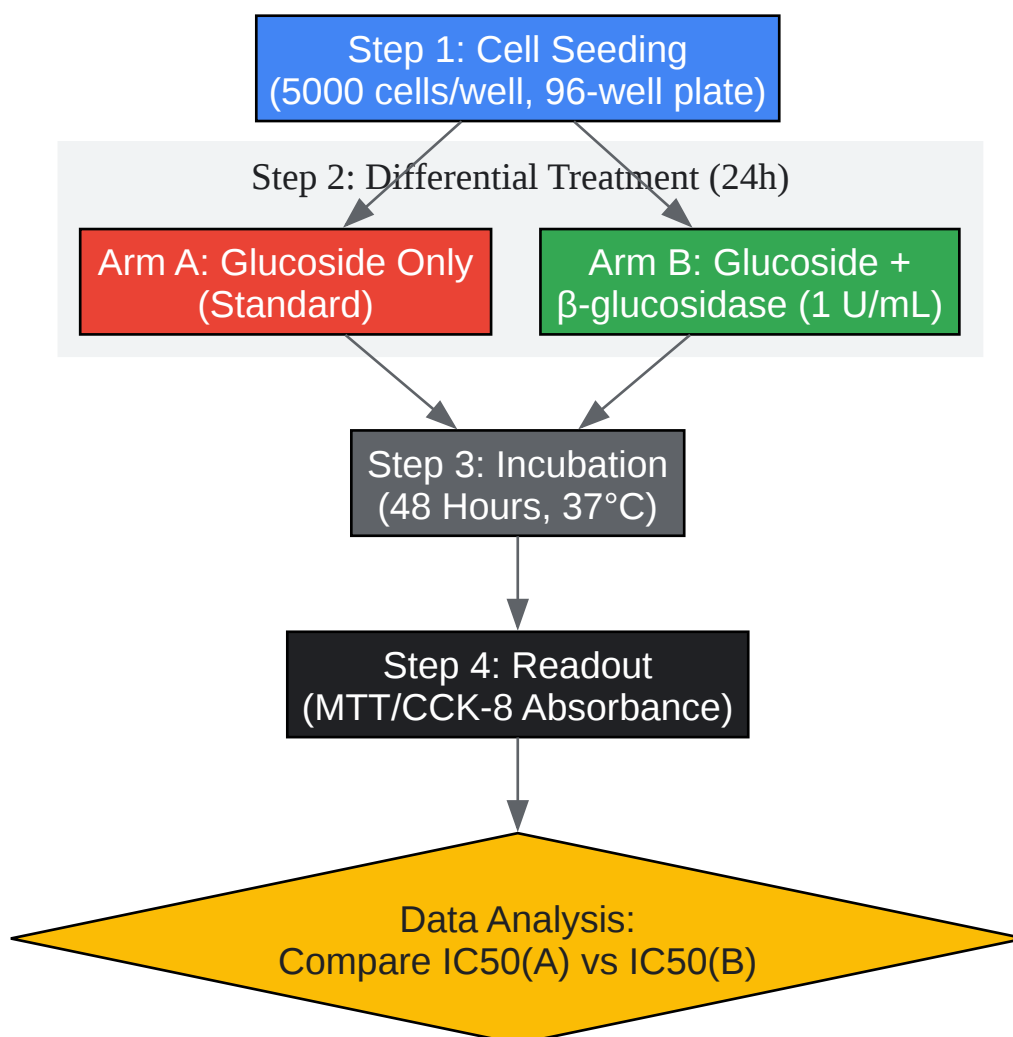 Step 1: Cell Seeding
(5000 cells/well, 96-well plate)
Step 2: Differential Treatment (24h)
Arm A: Glucoside Only
(Standard)
Arm B: Glucoside +
β-glucosidase (1 U/mL)
Step 3: Incubation
(48 Hours, 37°C)
Step 4: Readout
(MTT/CCK-8 Absorbance)
Data Analysis:
Compare IC50(A) vs IC50(B)